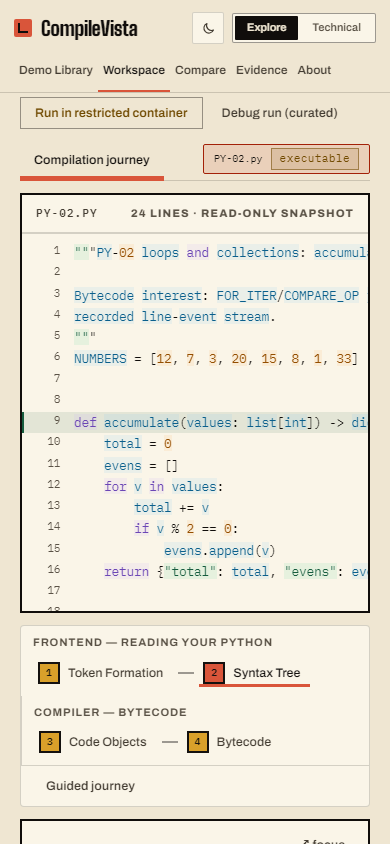 CompileVista
Explore Technical
Demo Library Workspace Compare Evidence About
Run in restricted container Debug run (curated)
Compilation journey PY-02.py executable
PY-02.PY 24 LINES · READ-ONLY SNAPSHOT
1 """PY-02 loops and collections: accumul
2
3 Bytecode interest: FOR_ITER/COMPARE_OP
4 recorded line-event stream.
5 """
6 NUMBERS = [12, 7, 3, 20, 15, 8, 1, 33]
7
8
9 def accumulate(values: list[int]) -> di
10 total = 0
11 evens = []
12 for v in values:
13 total += v
14 if v % 2 == 0:
15 evens.append(v)
16 return {"total": total, "evens": ev
17
18
FRONTEND — READING YOUR PYTHON
1 Token Formation — 2 Syntax Tree
COMPILER — BYTECODE
3 Code Objects — 4 Bytecode
Guided journey
↗ focus